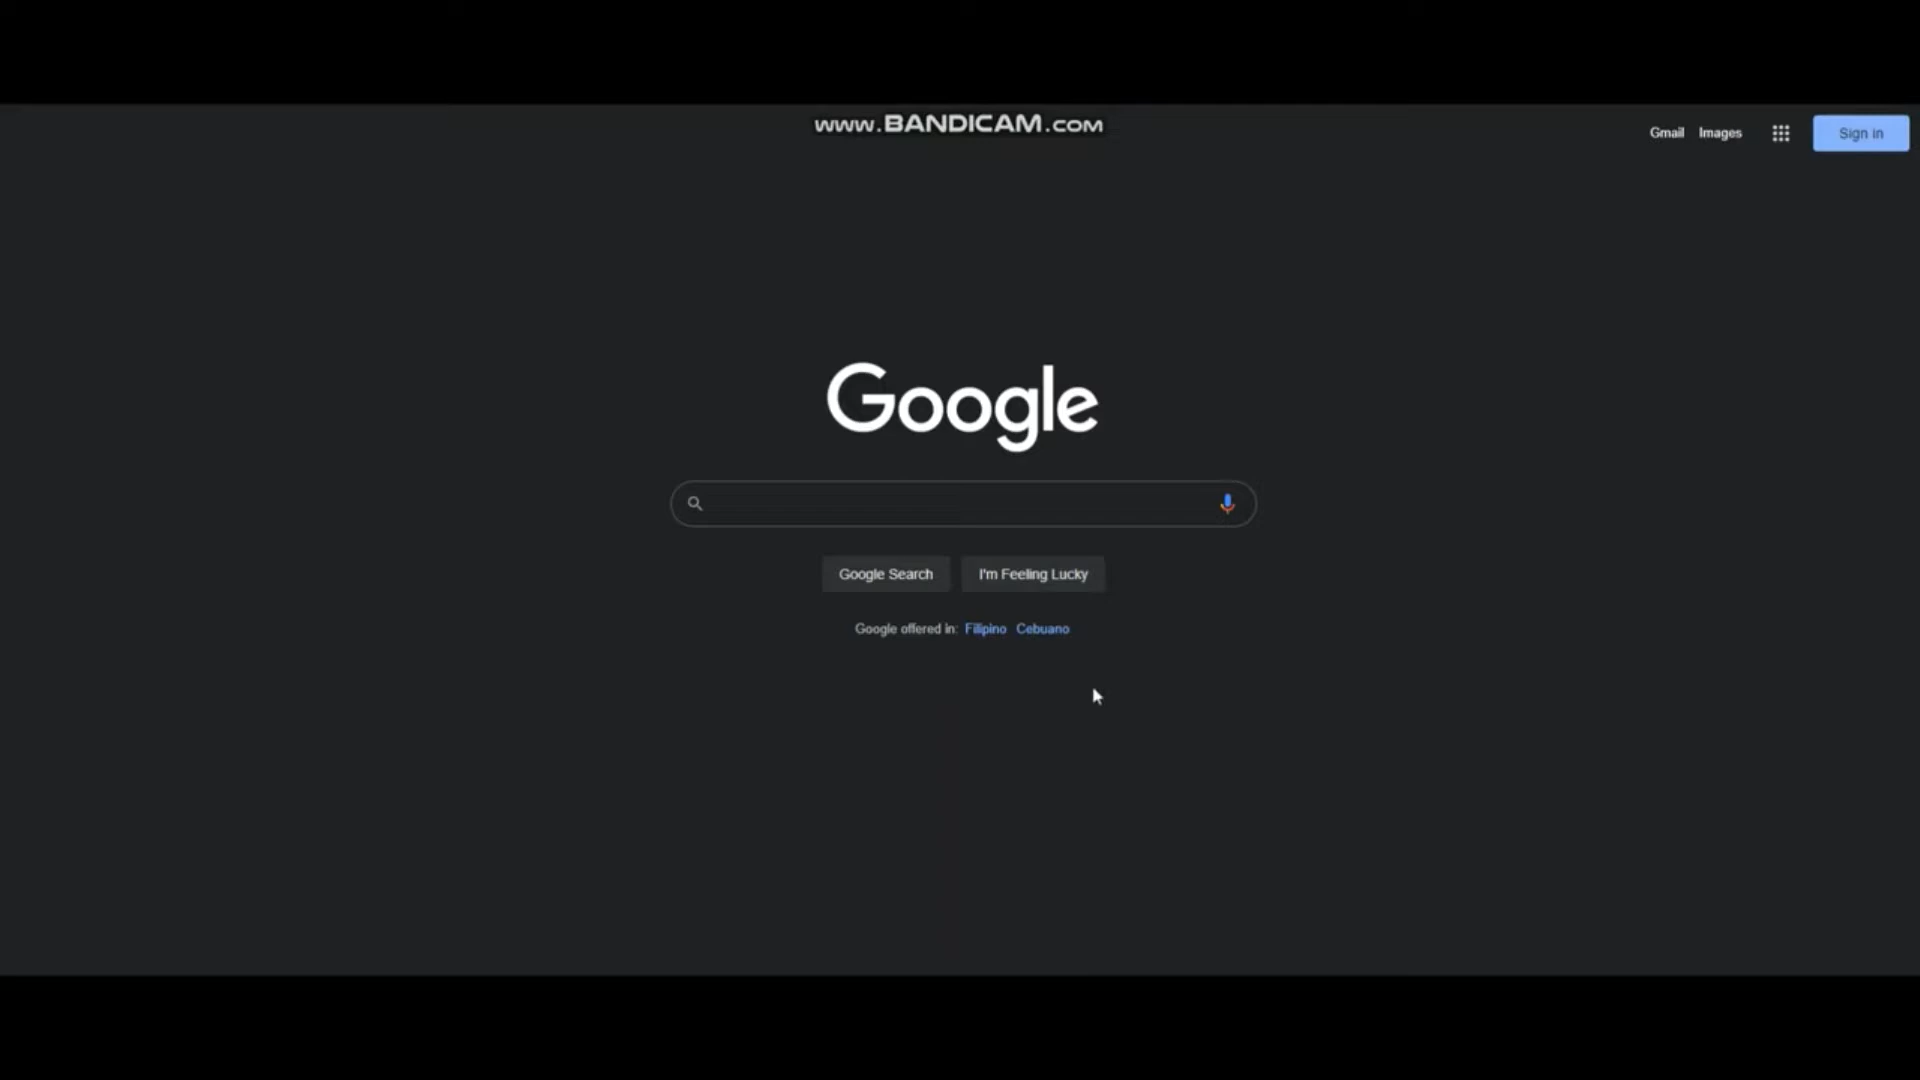 www.BANDICAM.com
Gmail Images Sign in
Google
Google Search I'm Feeling Lucky
Google offered in: Filipino Cebuano